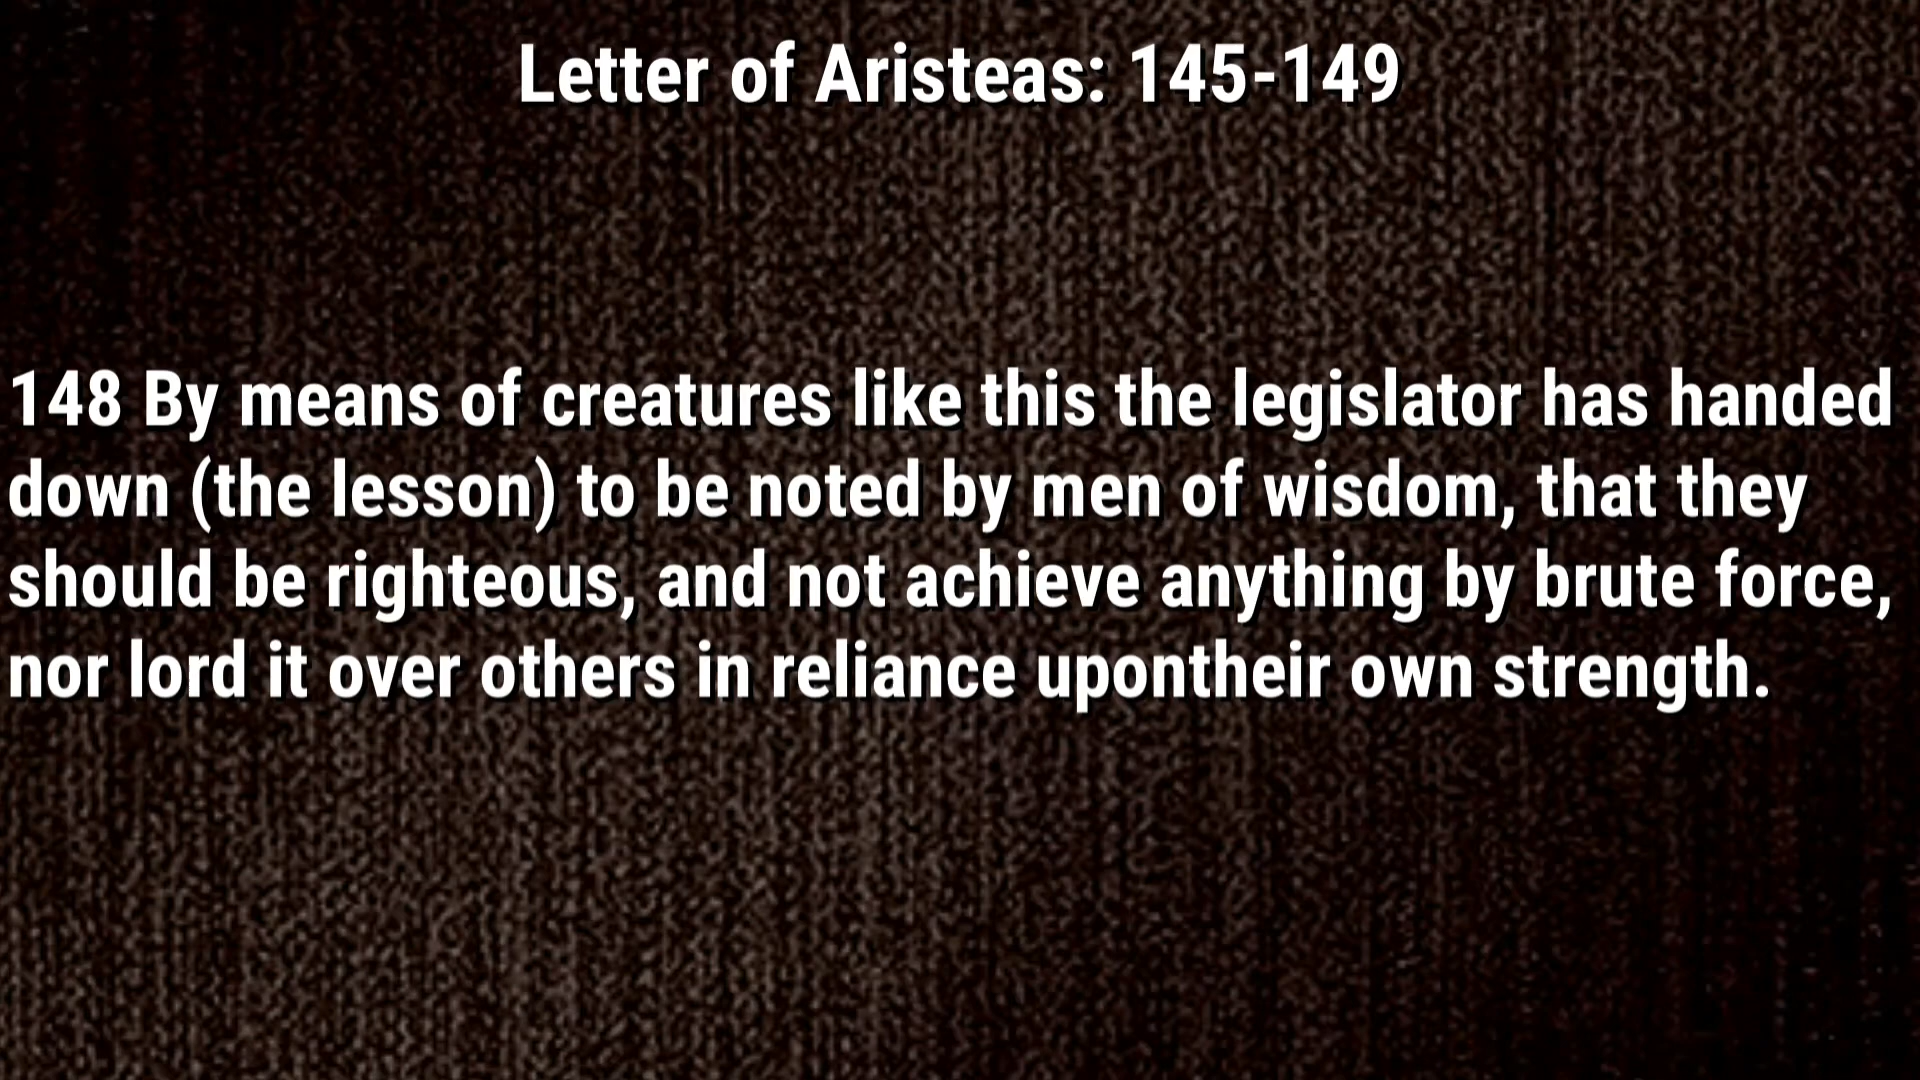 Letter of Aristeas: 145-149
148 By means of creatures like this the legislator has handed
down (the lesson) to be noted by men of wisdom, that they
should be righteous, and not achieve anything by brute force,
nor lord it over others in reliance upontheir own strength.